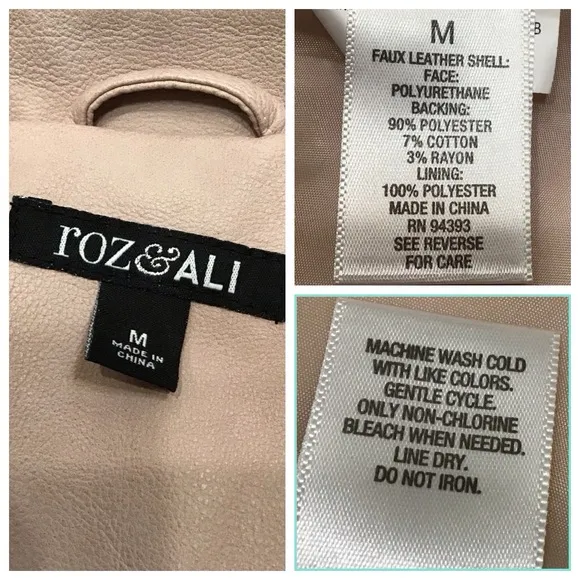 roz&ALI
M
MADE IN
CHINA
M
FAUX LEATHER SHELL:
FACE:
POLYURETHANE
BACKING:
90% POLYESTER
7% COTTON
3% RAYON
LINING:
100% POLYESTER
MADE IN CHINA
RN 94393
SEE REVERSE
FOR CARE
B
MACHINE WASH COLD
WITH LIKE COLORS.
GENTLE CYCLE.
ONLY NON-CHLORINE
BLEACH WHEN NEEDED.
LINE DRY.
DO NOT IRON.